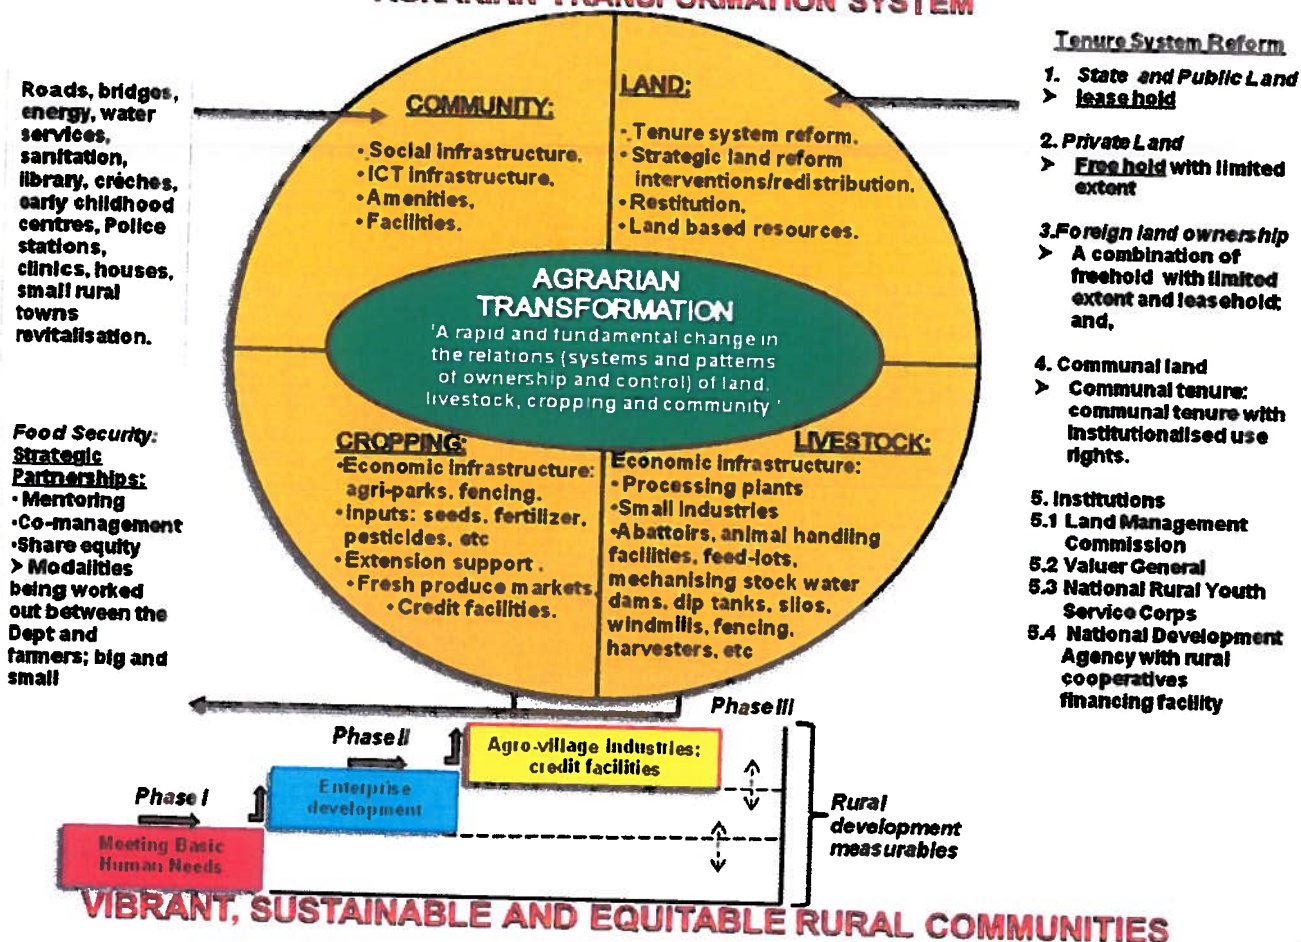 AGRARIAN TRANSFORMATION SYSTEM
Roads, bridges,
energy, water
services,
sanitation,
library, crèches,
early childhood
centres, Police
stations,
clinics, houses,
small rural
towns
revitalisation.
Food Security:
Strategic
Partnerships:
• Mentoring
•Co-management
•Share equity
➤ Modalities
being worked
out between the
Dept and
farmers; big and
small
COMMUNITY:
• Social infrastructure.
• ICT infrastructure,
• Amenities,
• Facilities.
LAND:
• Tenure system reform.
• Strategic land reform
interventions/redistribution.
• Restitution,
• Land based resources.
AGRARIAN
TRANSFORMATION
'A rapid and fundamental change in
the relations (systems and patterns
of ownership and control) of land.
livestock, cropping and community '
CROPPING:
•Economic infrastructure:
agri-parks, fencing.
•Inputs: seeds, fertilizer,
pesticides, etc
• Extension support .
• Fresh produce markets,
• Credit facilities.
LIVESTOCK:
Economic infrastructure:
• Processing plants
•Small Industries
•Abattoirs, animal handling
facilities, feed-lots,
mechanising stock water
dams, dip tanks, silos,
windmills, fencing,
harvesters, etc
Tenure System Reform
1. State and Public Land
➤ lease hold
2. Private Land
➤ Free hold with limited
extent
3.Foreign land ownership
➤ A combination of
freehold with limited
extent and leasehold;
and,
4. Communal land
➤ Communal tenure:
communal tenure with
institutionalised use
rights.
5. Institutions
5.1 Land Management
Commission
5.2 Valuer General
5.3 National Rural Youth
Service Corps
5.4 National Development
Agency with rural
cooperatives
financing facility
Phase III
Phase II
Agro-village Industries;
credit facilities
Phase I
Enterprise
development
Meeting Basic
Human Needs
Rural
development
measurables
VIBRANT, SUSTAINABLE AND EQUITABLE RURAL COMMUNITIES